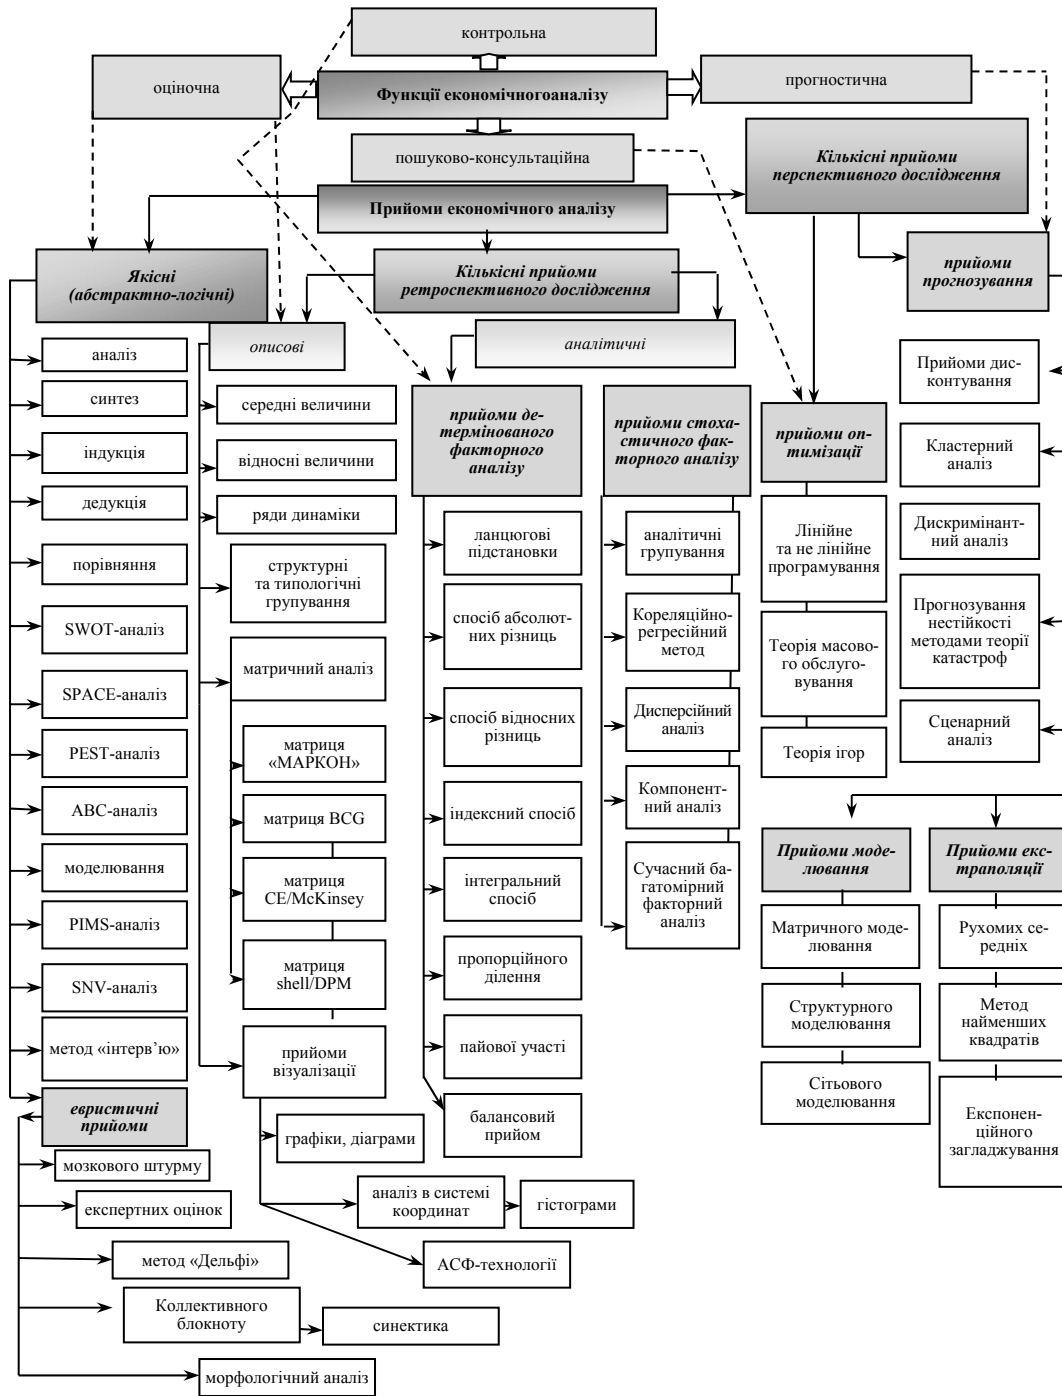 контрольна
оціночна
Функції економічногоаналізу
прогностична
пошуково-консультаційна
Кількісні прийоми
перспективного дослідження
Прийоми економічного аналізу
Якісні
(абстрактно-логічні)
Кількісні прийоми
ретроспективного дослідження
прийоми
прогнозування
описові
аналітичні
аналіз
синтез
індукція
дедукція
порівняння
SWOT-аналіз
SPACE-аналіз
PEST-аналіз
ABC-аналіз
моделювання
PIMS-аналіз
SNV-аналіз
метод «інтерв’ю»
евристичні
прийоми
мозкового штурму
експертних оцінок
метод «Дельфі»
Коллективного
блокноту
синектика
морфологічний аналіз
середні величини
відносні величини
ряди динаміки
структурні
та типологічні
групування
матричний аналіз
матриця
«МАРКОН»
матриця BCG
матриця
CE/McKinsey
матриця
shell/DPM
прийоми
візуалізації
графіки, діаграми
аналіз в системі
координат
гістограми
АСФ-технології
прийоми де-
термінованого
факторного
аналізу
ланцюгові
підстановки
спосіб абсолют-
них різниць
спосіб відносних
різниць
індексний спосіб
інтегральний
спосіб
пропорційного
ділення
пайової участі
балансовий
прийом
прийоми стоха-
стичного фак-
торного аналізу
аналітичні
групування
Кореляційно-
регресійний
метод
Дисперсійний
аналіз
Компонент-
ний аналіз
Сучасний ба-
гатомірний
факторний
аналіз
прийоми оп-
тимізації
Лінійне
та не лінійне
програмування
Теорія масово-
го обслуго-
вування
Теорія ігор
Прийоми дис-
контування
Кластерний
аналіз
Дискримінант-
ний аналіз
Прогнозування
нестійкості
методами теорії
катастроф
Сценарний
аналіз
Прийоми моде-
лювання
Матричного моде-
лювання
Структурного
моделювання
Сітьового
моделювання
Прийоми екс-
траполяції
Рухомих се-
редніх
Метод
найменших
квадратів
Експонен-
ційного
загладжування